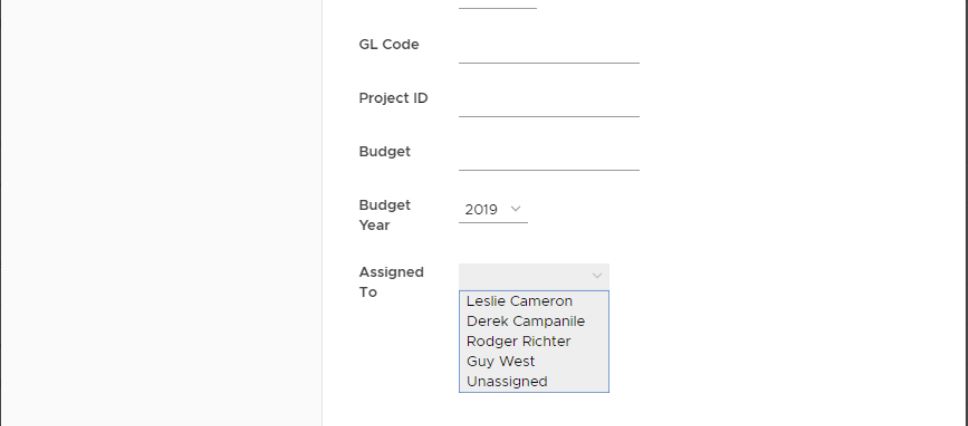 GL Code
Project ID
Budget
Budget
Year
2019
Assigned
To
Leslie Cameron
Derek Campanile
Rodger Richter
Guy West
Unassigned